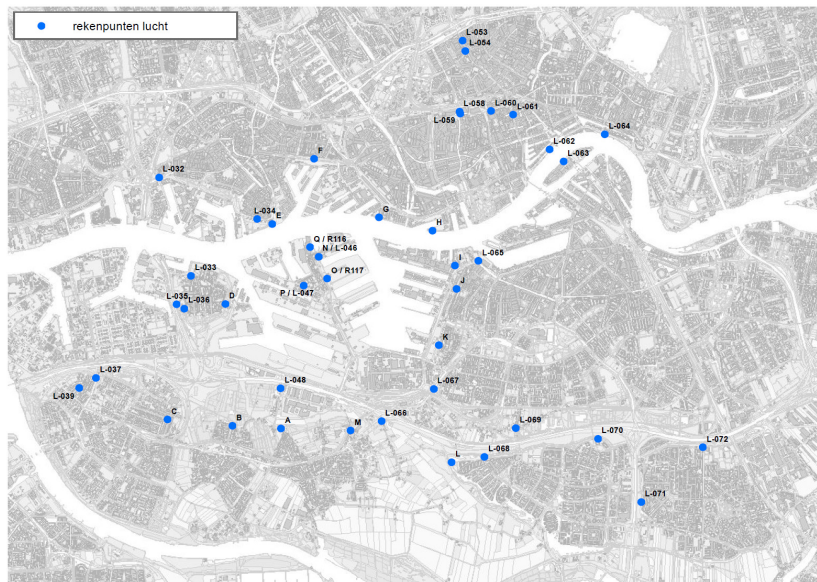 rekenpunten lucht
L-053
L-054
L-058
L-060
L-061
L-059
L-064
L-062
L-063
F
L-032
L-034
E
G
H
Q / R116
N / L-046
L-065
I
L-033
O / R117
J
P / L-047
L-035
L-036
D
K
L-037
L-039
L-048
L-067
C
B
A
M
L-066
L-069
L-070
L-072
L
L-068
L-071